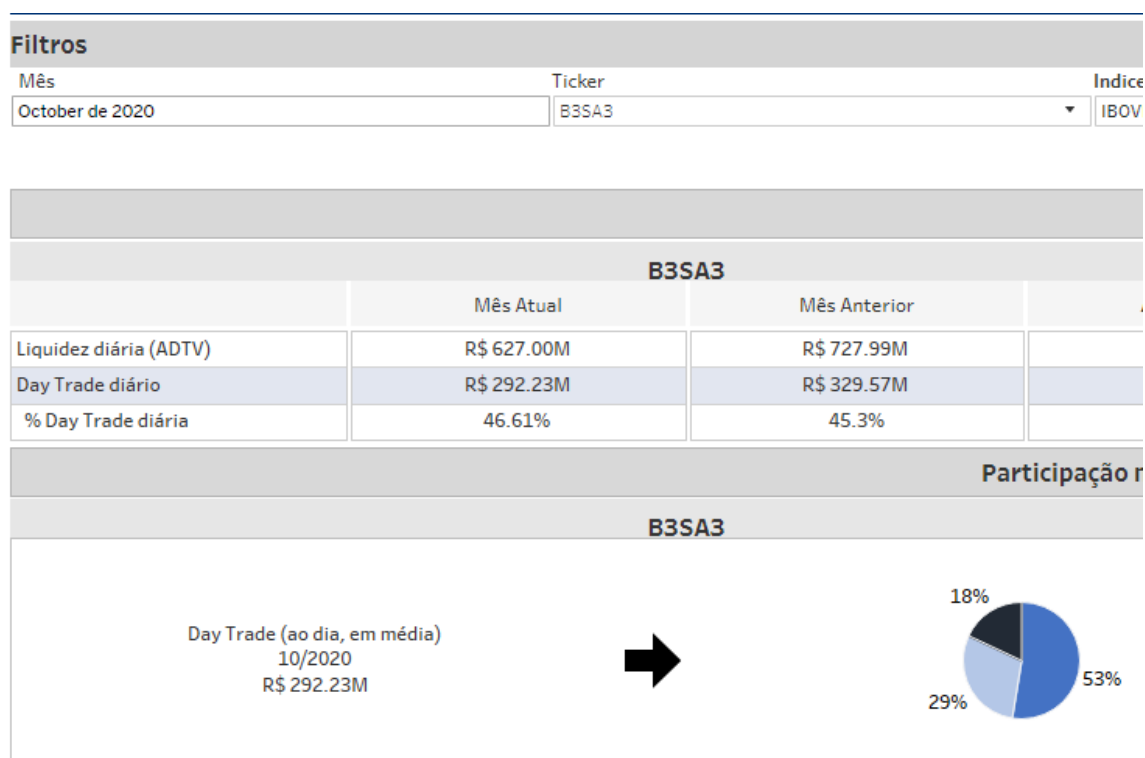 Filtros
Mês Ticker Indice
October de 2020 B3SA3 IBOV
B3SA3
Mês Atual Mês Anterior
Liquidez diária (ADTV) R$ 627.00M R$ 727.99M
Day Trade diário R$ 292.23M R$ 329.57M
% Day Trade diária 46.61% 45.3%
Participação
B3SA3
18%
Day Trade (ao dia, em média)
10/2020
R$ 292.23M
53%
29%